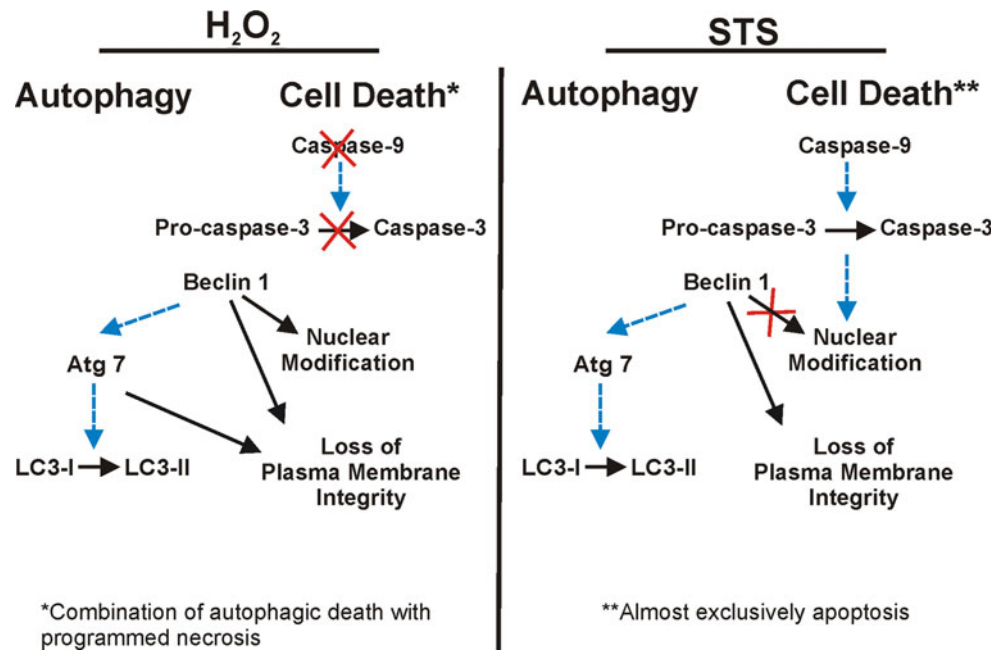 H₂O₂
Autophagy
Cell Death*
Caspase-9
Pro-caspase-3
Caspase-3
Beclin 1
Nuclear
Modification
Atg 7
LC3-I
LC3-II
Loss of
Plasma Membrane
Integrity
*Combination of autophagic death with
programmed necrosis
STS
Autophagy
Cell Death**
Caspase-9
Pro-caspase-3
Caspase-3
Beclin 1
Nuclear
Modification
Atg 7
LC3-I
LC3-II
Loss of
Plasma Membrane
Integrity
**Almost exclusively apoptosis